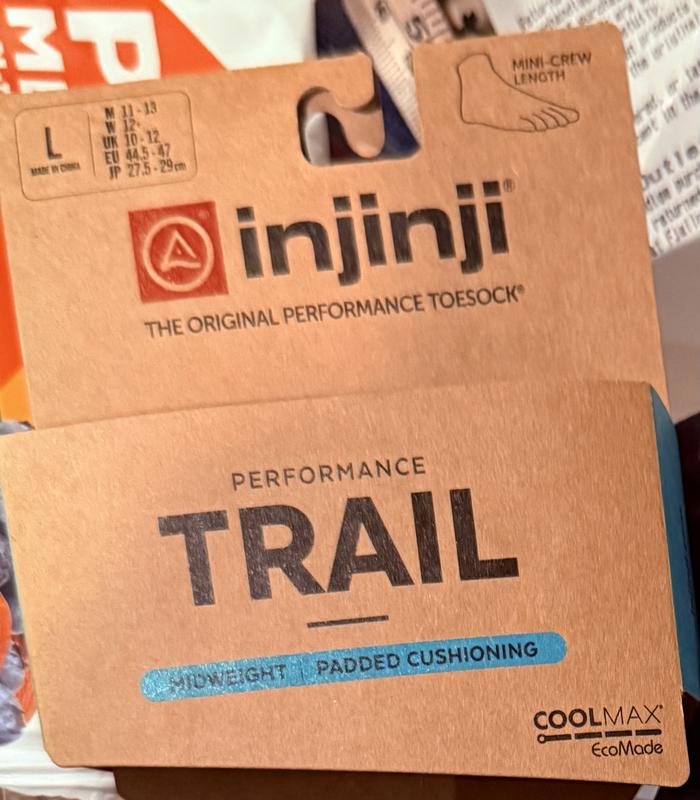 L
MADE IN CHINA
M 11-13
W 12+
UK 10-12
EU 44.5-47
JP 27.5-29cm
MINI-CREW
LENGTH
injinji®
THE ORIGINAL PERFORMANCE TOESOCK®
PERFORMANCE
TRAIL
MIDWEIGHT | PADDED CUSHIONING
COOLMAX®
EcoMade